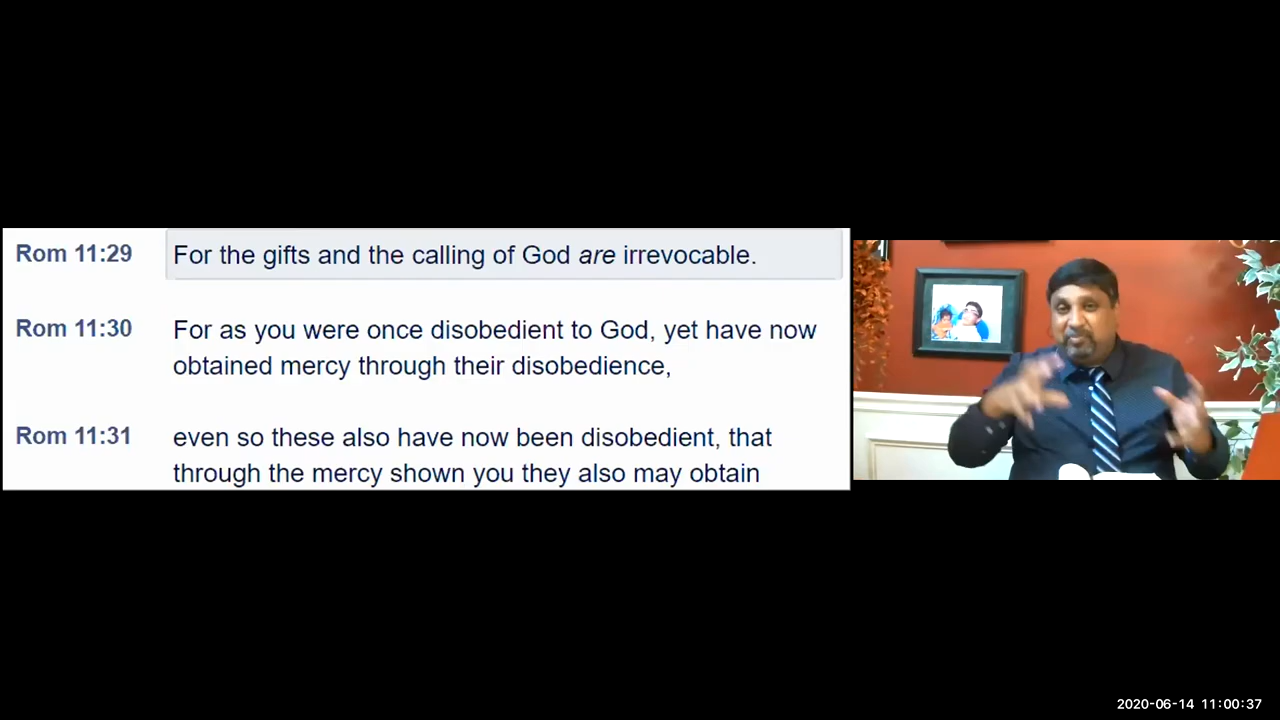 Rom 11:29 For the gifts and the calling of God are irrevocable.
Rom 11:30 For as you were once disobedient to God, yet have now
obtained mercy through their disobedience,
Rom 11:31 even so these also have now been disobedient, that
through the mercy shown you they also may obtain
2020-06-14 11:00:37